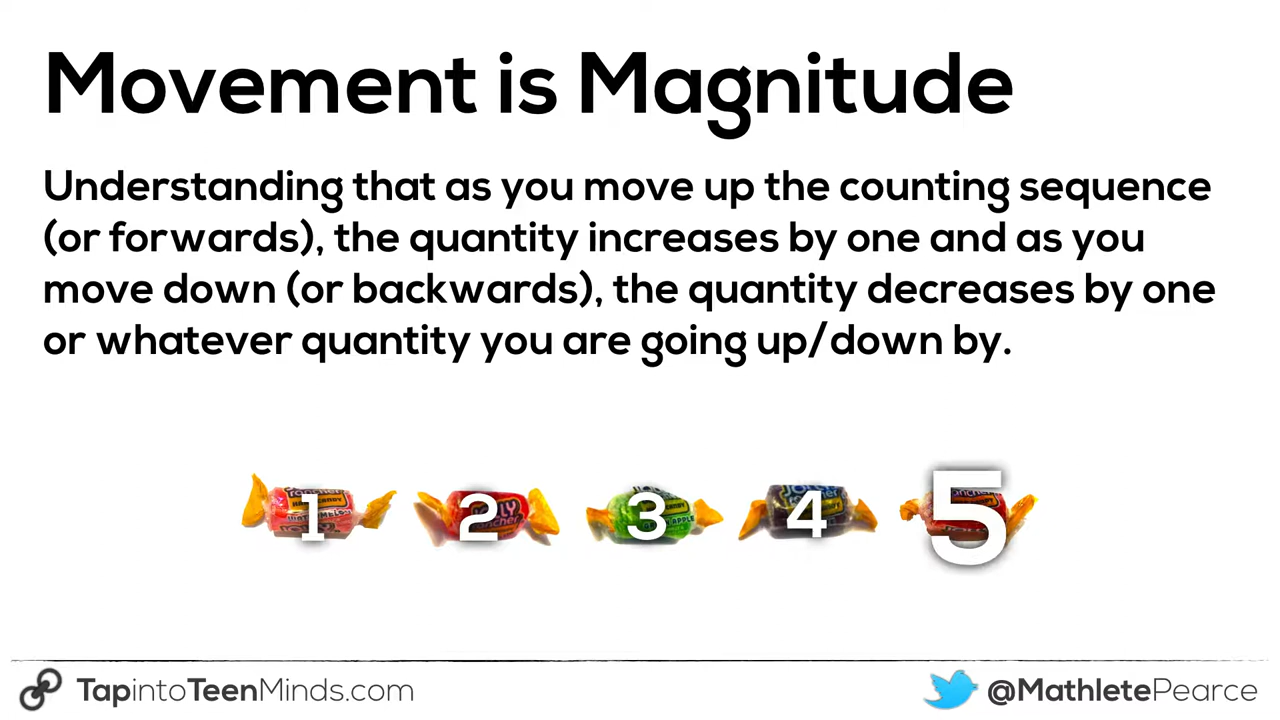 Movement is Magnitude
Understanding that as you move up the counting sequence
(or forwards), the quantity increases by one and as you
move down (or backwards), the quantity decreases by one
or whatever quantity you are going up/down by.
1 2 3 4 5
TapintoTeenMinds.com
@MathletePearce